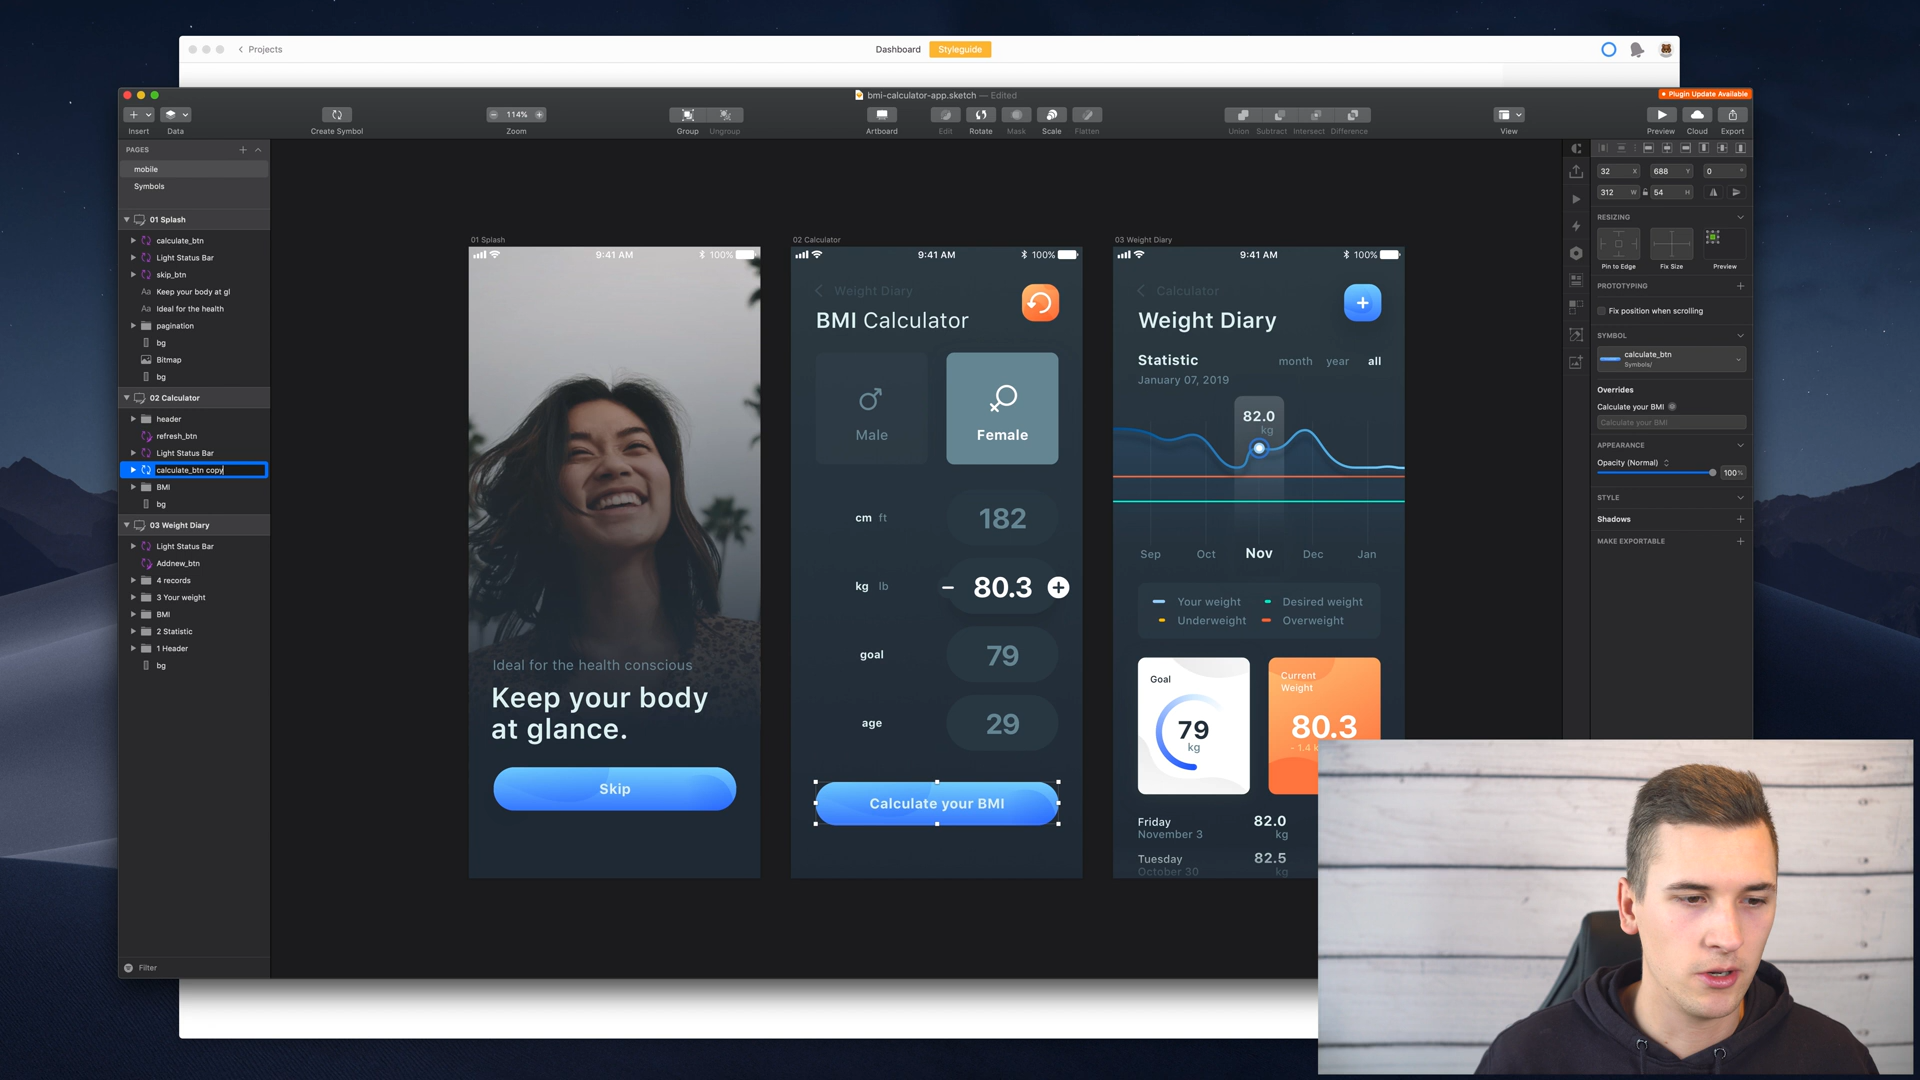 Projects
Dashboard
Styleguide
bmi-calculator-app.sketch — Edited
Plugin Update Available
Insert
Data
Create Symbol
114%
Zoom
Group
Ungroup
Artboard
Edit
Rotate
Mask
Scale
Flatten
Union
Subtract
Intersect
Difference
View
Preview
Cloud
Export
PAGES
mobile
Symbols
01 Splash
calculate_btn
Light Status Bar
skip_btn
Aa Keep your body at gl
Aa Ideal for the health
pagination
bg
Bitmap
bg
02 Calculator
header
refresh_btn
Light Status Bar
calculate_btn copy
BMI
bg
03 Weight Diary
Light Status Bar
Addnew_btn
4 records
3 Your weight
BMI
2 Statistic
1 Header
bg
Filter
01 Splash
9:41 AM
100%
Ideal for the health conscious
Keep your body
at glance.
Skip
02 Calculator
9:41 AM
100%
Weight Diary
BMI Calculator
Male
Female
cm ft
182
kg lb
80.3
goal
79
age
29
Calculate your BMI
03 Weight Diary
9:41 AM
100%
Calculator
Weight Diary
Statistic
month year all
January 07, 2019
82.0
kg
Sep Oct Nov Dec Jan
Your weight
Desired weight
Underweight
Overweight
Goal
79
kg
Current
Weight
80.3
- 1.4 k
Friday
November 3
82.0
kg
Tuesday
October 30
82.5
kg
32 X
688 Y
0 °
312 W
54 H
RESIZING
Pin to Edge
Fix Size
Preview
PROTOTYPING
Fix position when scrolling
SYMBOL
calculate_btn
Symbols/
Overrides
Calculate your BMI
Calculate your BMI
APPEARANCE
Opacity (Normal)
100%
STYLE
Shadows
MAKE EXPORTABLE